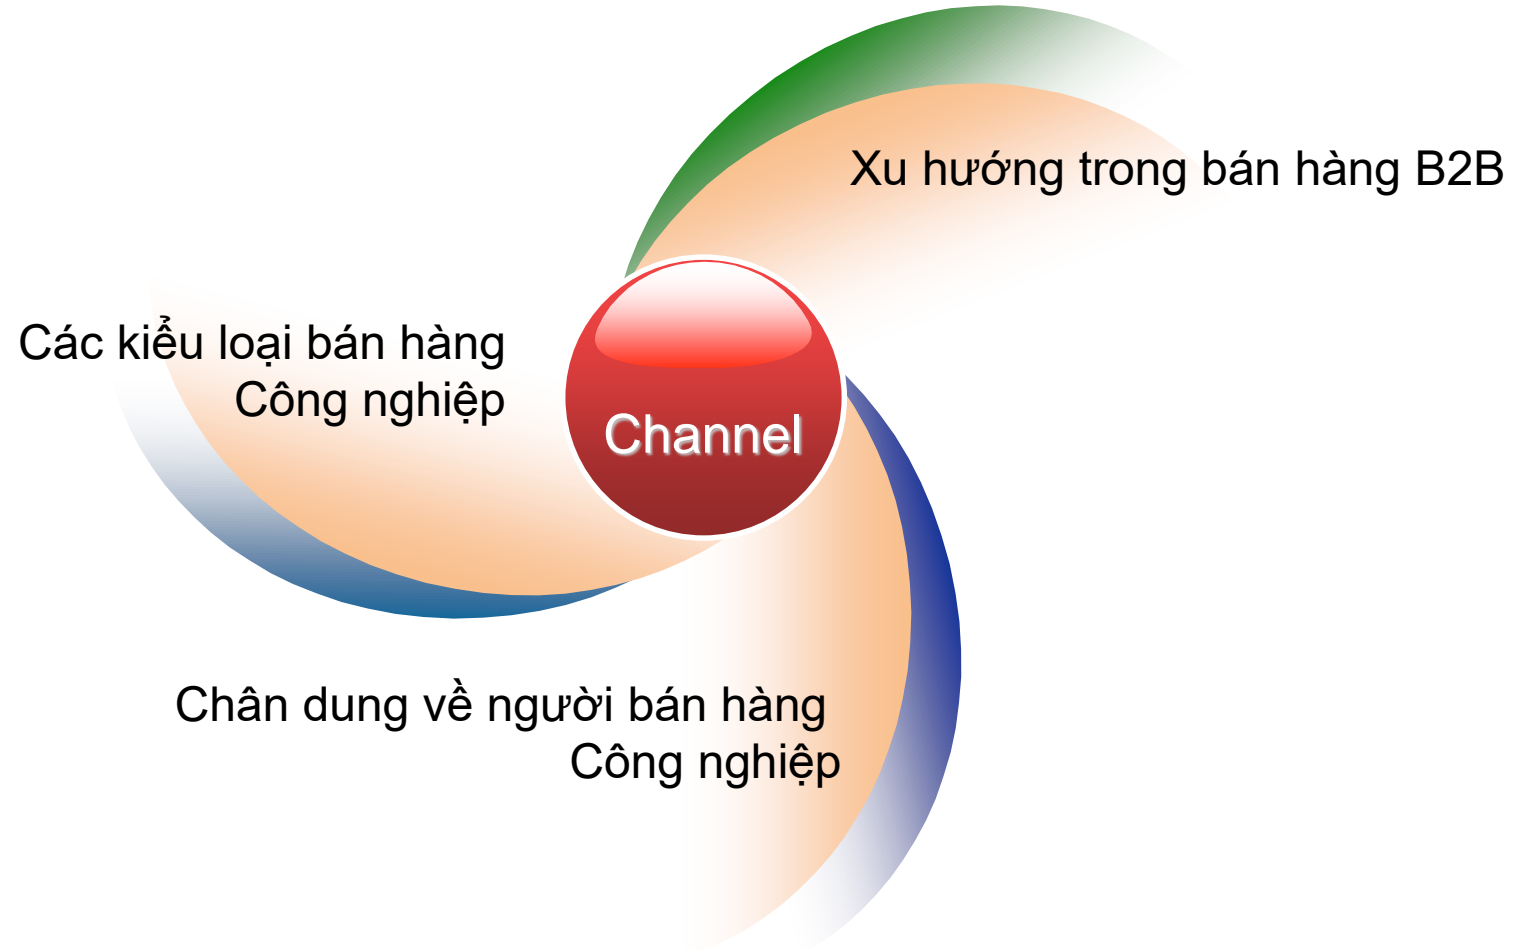 Xu hướng trong bán hàng B2B
Các kiểu loại bán hàng
Công nghiệp
Channel
Chân dung về người bán hàng
Công nghiệp